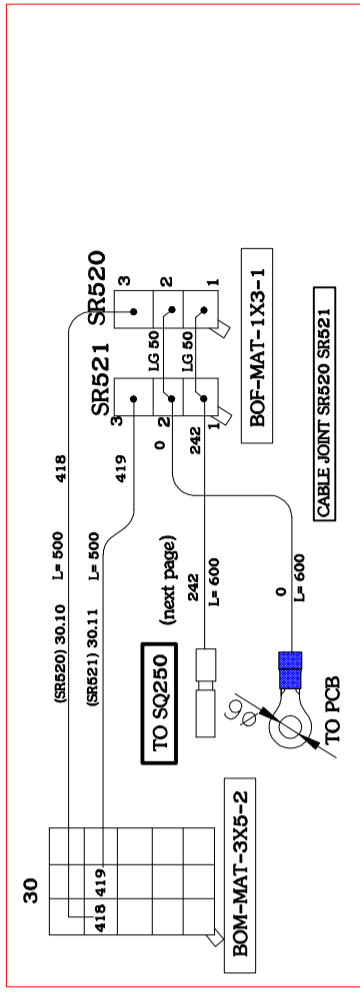 30
418 419
BOM-MAT-3X5-2
(SR520) 30.10 L= 500 418
(SR521) 30.11 L= 500 419
TO SQ250
(next page)
242
L= 600
0
L= 600
ø6
TO PCB
SR521
3
2
1
0
242
LG 50
LG 50
SR520
3
2
1
BOF-MAT-1X3-1
CABLE JOINT SR520 SR521